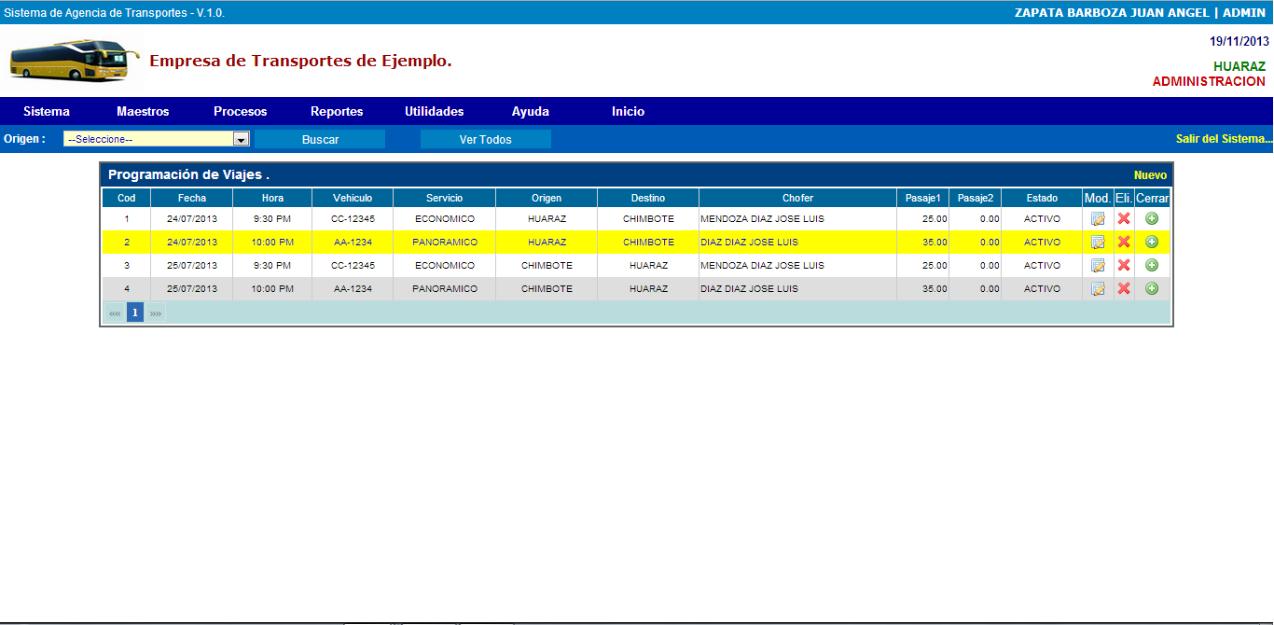 Sistema de Agencia de Transportes - V.1.0. ZAPATA BARBOZA JUAN ANGEL | ADMIN
19/11/2013
Empresa de Transportes de Ejemplo.
HUARAZ
ADMINISTRACION
Sistema Maestros Procesos Reportes Utilidades Ayuda Inicio
Origen : --Seleccione-- Buscar Ver Todos Salir del Sistema...
Programación de Viajes . Nuevo
Cod Fecha Hora Vehiculo Servicio Origen Destino Chofer Pasaje1 Pasaje2 Estado Mod. Eli. Cerrar
1 24/07/2013 9:30 PM CC-12345 ECONOMICO HUARAZ CHIMBOTE MENDOZA DIAZ JOSE LUIS 25.00 0.00 ACTIVO
2 24/07/2013 10:00 PM AA-1234 PANORAMICO HUARAZ CHIMBOTE DIAZ DIAZ JOSE LUIS 35.00 0.00 ACTIVO
3 25/07/2013 9:30 PM CC-12345 ECONOMICO CHIMBOTE HUARAZ MENDOZA DIAZ JOSE LUIS 25.00 0.00 ACTIVO
4 25/07/2013 10:00 PM AA-1234 PANORAMICO CHIMBOTE HUARAZ DIAZ DIAZ JOSE LUIS 35.00 0.00 ACTIVO
«« 1 »»